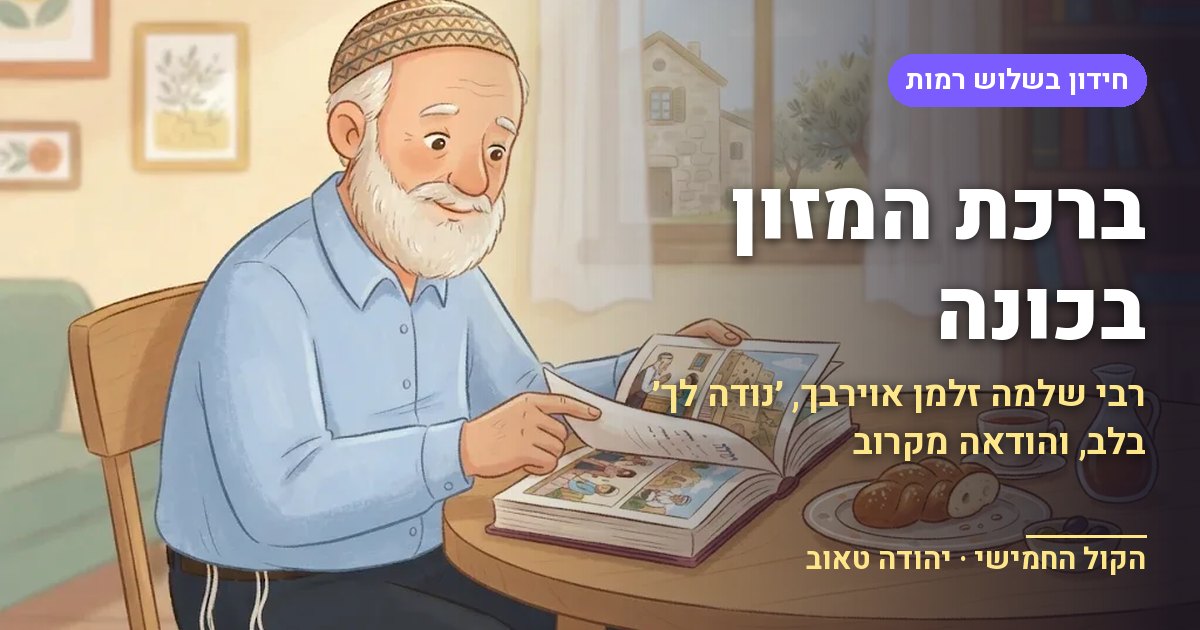 חידון בשלוש רמות
ברכת המזון
בכונה
רבי שלמה זלמן אוירבך, 'נודה לך'
בלב, והודאה מקרוב
הקול החמישי · יהודה טאוב